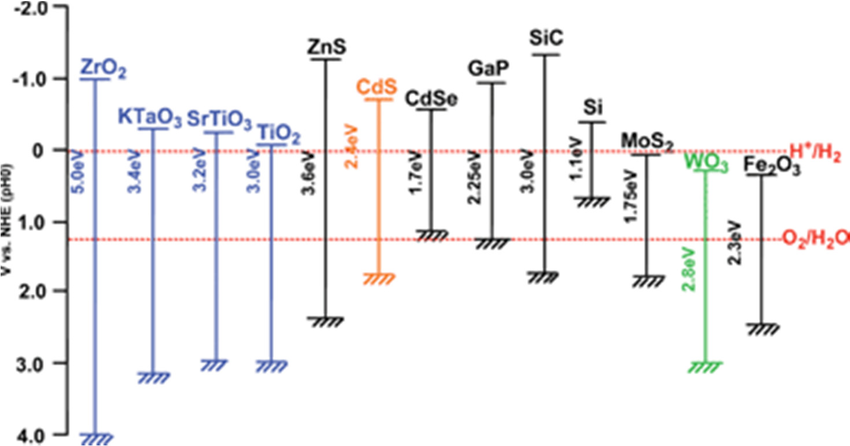 -2.0
-1.0
0
1.0
2.0
3.0
4.0
V vs. NHE (pH0)
ZrO2
5.0eV
KTaO3
3.4eV
SrTiO3
3.2eV
TiO2
3.0eV
ZnS
3.6eV
CdS
2.4eV
CdSe
1.7eV
GaP
2.25eV
SiC
3.0eV
Si
1.1eV
MoS2
1.75eV
WO3
2.8eV
Fe2O3
2.3eV
H+/H2
O2/H2O